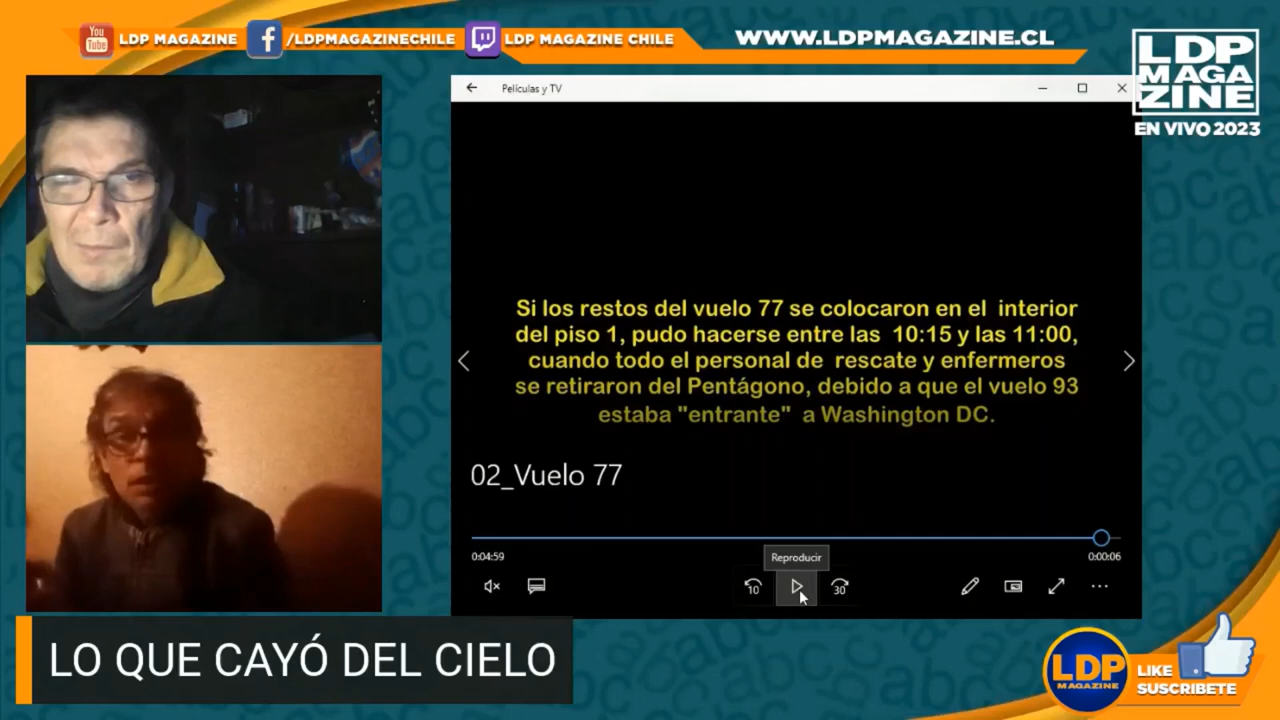 You
Tube
LDP MAGAZINE
/LDPMAGAZINECHILE
LDP MAGAZINE CHILE
WWW.LDPMAGAZINE.CL
LDP
MAGA
ZINE
EN VIVO 2023
Películas y TV
Si los restos del vuelo 77 se colocaron en el interior
del piso 1, pudo hacerse entre las 10:15 y las 11:00,
cuando todo el personal de rescate y enfermeros
se retiraron del Pentágono, debido a que el vuelo 93
estaba "entrante" a Washington DC.
02_Vuelo 77
0:04:59
0:00:06
Reproducir
10
30
LO QUE CAYÓ DEL CIELO
LDP
MAGAZINE
LIKE
SUSCRIBETE